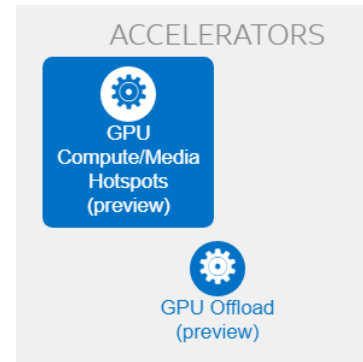 ACCELERATORS
GPU
Compute/Media
Hotspots
(preview)
GPU Offload
(preview)